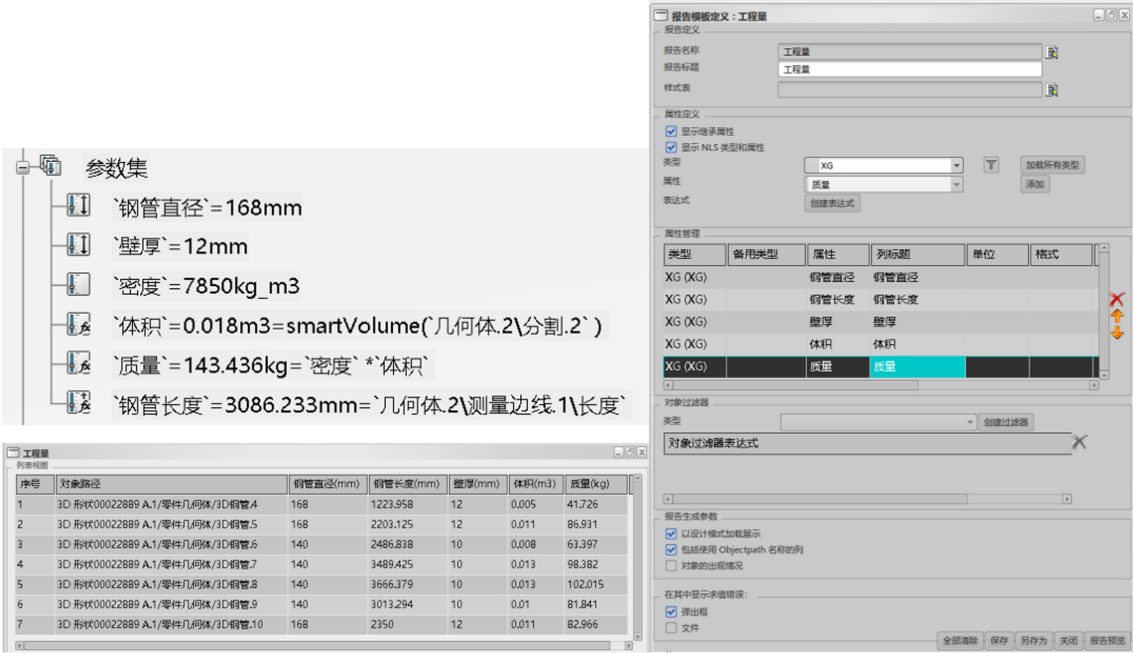 参数集
`钢管直径`=168mm
`壁厚`=12mm
`密度`=7850kg_m3
`体积`=0.018m3=smartVolume(`几何体.2\分割.2` )
`质量`=143.436kg=`密度` *`体积`
`钢管长度`=3086.233mm=`几何体.2\测量边线.1\长度`
工程量
列表视图
序号 对象路径 钢管直径(mm) 钢管长度(mm) 壁厚(mm) 体积(m3) 质量(kg)
1 3D 形状00022889 A.1/零件几何体/3D钢管.4 168 1223.958 12 0.005 41.726
2 3D 形状00022889 A.1/零件几何体/3D钢管.5 168 2203.125 12 0.011 86.931
3 3D 形状00022889 A.1/零件几何体/3D钢管.6 140 2486.838 10 0.008 63.397
4 3D 形状00022889 A.1/零件几何体/3D钢管.7 140 3489.425 10 0.013 98.382
5 3D 形状00022889 A.1/零件几何体/3D钢管.8 140 3666.379 10 0.013 102.015
6 3D 形状00022889 A.1/零件几何体/3D钢管.9 140 3013.294 10 0.01 81.841
7 3D 形状00022889 A.1/零件几何体/3D钢管.10 168 2350 12 0.011 82.966
报告模板定义：工程量
报告定义
报告名称 工程量
报告标题 工程量
样式表
属性定义
显示继承属性
显示 NLS 类型和属性
类型 XG 加载所有类型
属性 质量 添加
表达式 创建表达式
属性管理
类型 备用类型 属性 列标题 单位 格式
XG (XG) 钢管直径 钢管直径
XG (XG) 钢管长度 钢管长度
XG (XG) 壁厚 壁厚
XG (XG) 体积 体积
XG (XG) 质量 质量
对象过滤器
类型 创建过滤器
对象过滤器表达式
报告生成参数
以设计模式加载展示
包括使用 Objectpath 名称的列
对象的出现情况
在其中显示求值错误：
弹出框
文件
全部清除 保存 另存为 关闭 报告预览